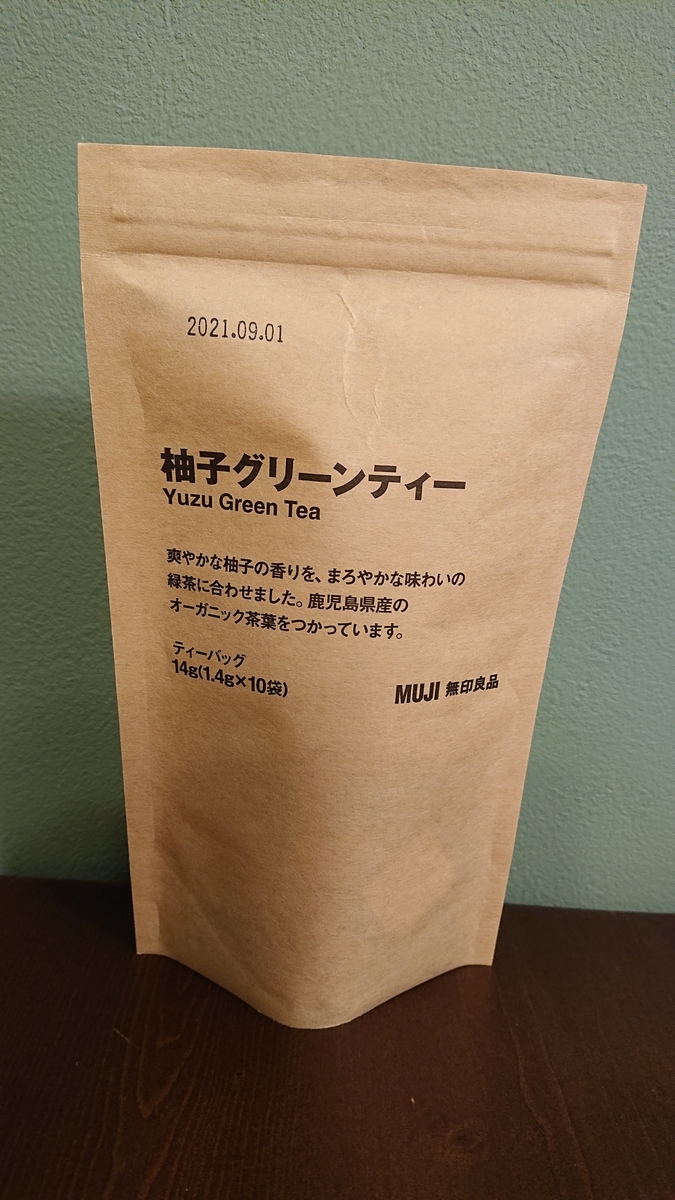 2021.09.01
柚子グリーンティー
Yuzu Green Tea
爽やかな柚子の香りを、まろやかな味わいの
緑茶に合わせました。鹿児島県産の
オーガニック茶葉をつかっています。
ティーバッグ
14g(1.4g×10袋)
MUJI 無印良品